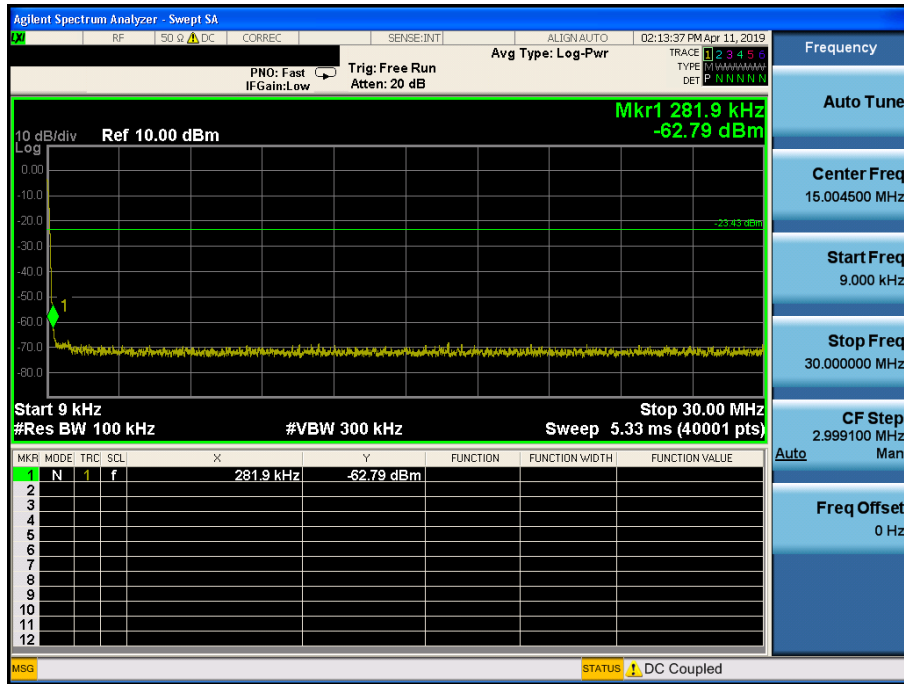 Agilent Spectrum Analyzer - Swept SA
LXI RF 50 Ω DC CORREC SENSE:INT ALIGN AUTO 02:13:37 PM Apr 11, 2019
Frequency
Avg Type: Log-Pwr
TRACE 1 2 3 4 5 6
TYPE M W W W W W
DET P N N N N N
PNO: Fast
IFGain:Low
Trig: Free Run
Atten: 20 dB
Mkr1 281.9 kHz
-62.79 dBm
10 dB/div Ref 10.00 dBm
Log
0.00
-10.0
-20.0
-23.43 dBm
-30.0
-40.0
-50.0
1
-60.0
-70.0
-80.0
Start 9 kHz Stop 30.00 MHz
#Res BW 100 kHz #VBW 300 kHz Sweep 5.33 ms (40001 pts)
MKR MODE TRC SCL X Y FUNCTION FUNCTION WIDTH FUNCTION VALUE
1 N 1 f 281.9 kHz -62.79 dBm
2
3
4
5
6
7
8
9
10
11
12
Auto Tune
Center Freq
15.004500 MHz
Start Freq
9.000 kHz
Stop Freq
30.000000 MHz
CF Step
2.999100 MHz
Auto Man
Freq Offset
0 Hz
MSG STATUS DC Coupled